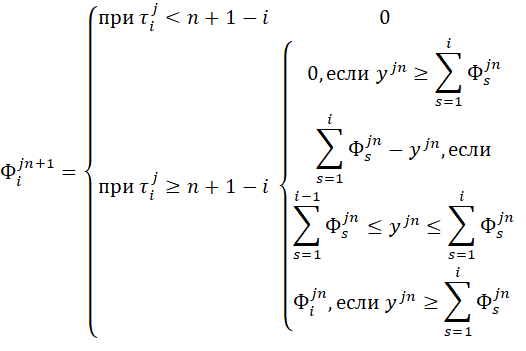 при τ_i^j < n + 1 − i 0
0, если y^{jn} ≥ ∑_{s=1}^{i} Φ_s^{jn}
∑_{s=1}^{i} Φ_s^{jn} − y^{jn}, если
Φ_i^{jn+1} = при τ_i^j ≥ n + 1 − i
∑_{s=1}^{i−1} Φ_s^{jn} ≤ y^{jn} ≤ ∑_{s=1}^{i} Φ_s^{jn}
Φ_i^{jn}, если y^{jn} ≥ ∑_{s=1}^{i} Φ_s^{jn}